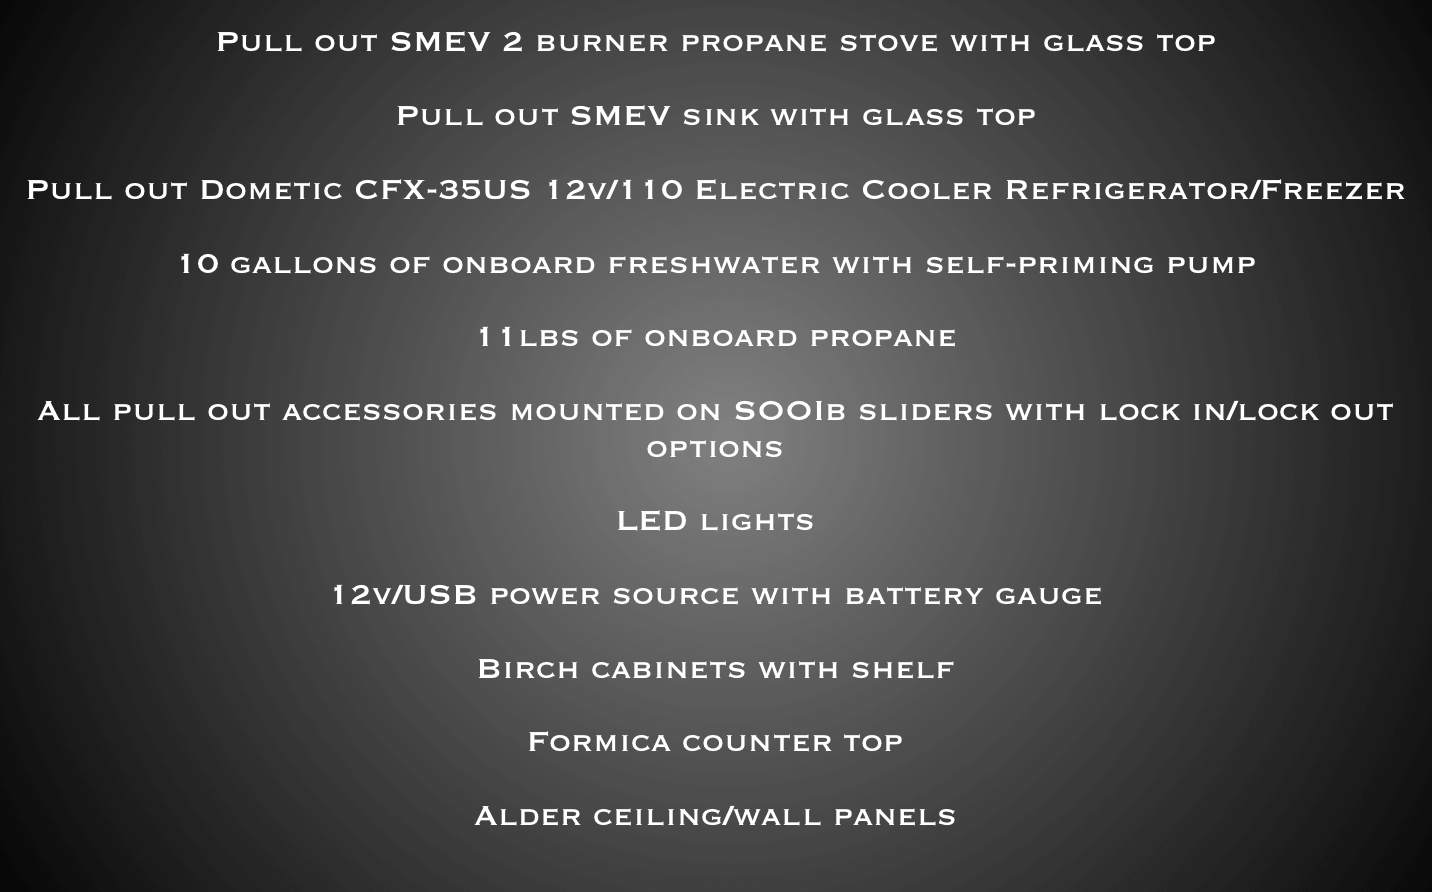 Pull out SMEV 2 burner propane stove with glass top
Pull out SMEV sink with glass top
Pull out Dometic CFX-35US 12v/110 Electric Cooler Refrigerator/Freezer
10 gallons of onboard freshwater with self-priming pump
11lbs of onboard propane
All pull out accessories mounted on SOOIb sliders with lock in/lock out
options
LED lights
12v/USB power source with battery gauge
Birch cabinets with shelf
Formica counter top
Alder ceiling/wall panels